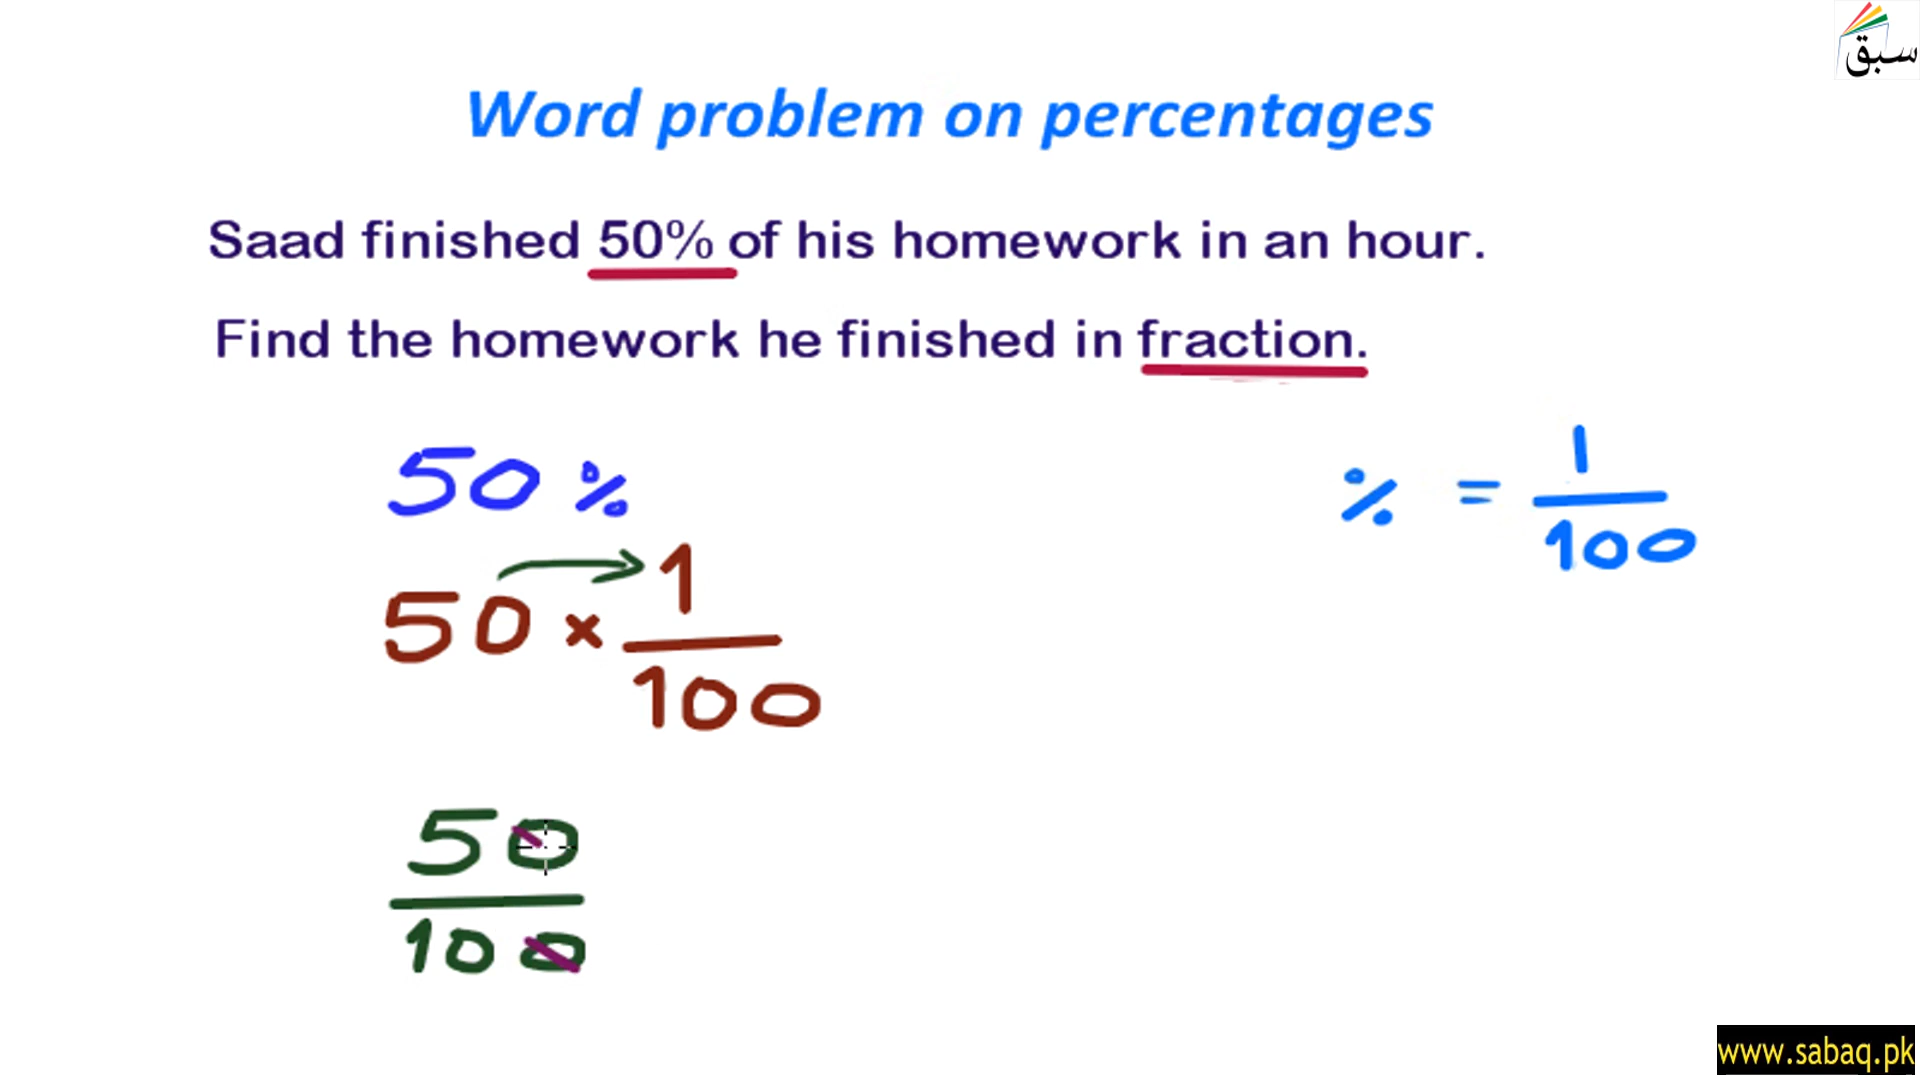 سبق
Word problem on percentages
Saad finished 50% of his homework in an hour.
Find the homework he finished in fraction.
50 %
% = 1/100
50 × 1/100
50/100
www.sabaq.pk